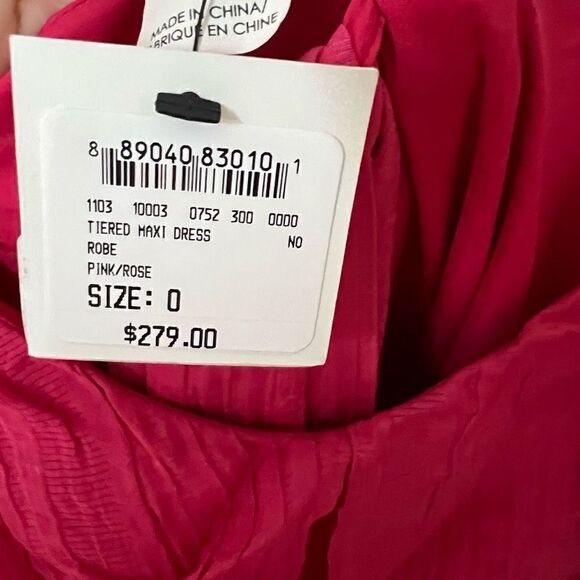 MADE IN CHINA/
FABRIQUÉ EN CHINE
8 89040 83010 1
1103 10003 0752 300 0000
TIERED MAXI DRESS NO
ROBE
PINK/ROSE
SIZE: 0
$279.00